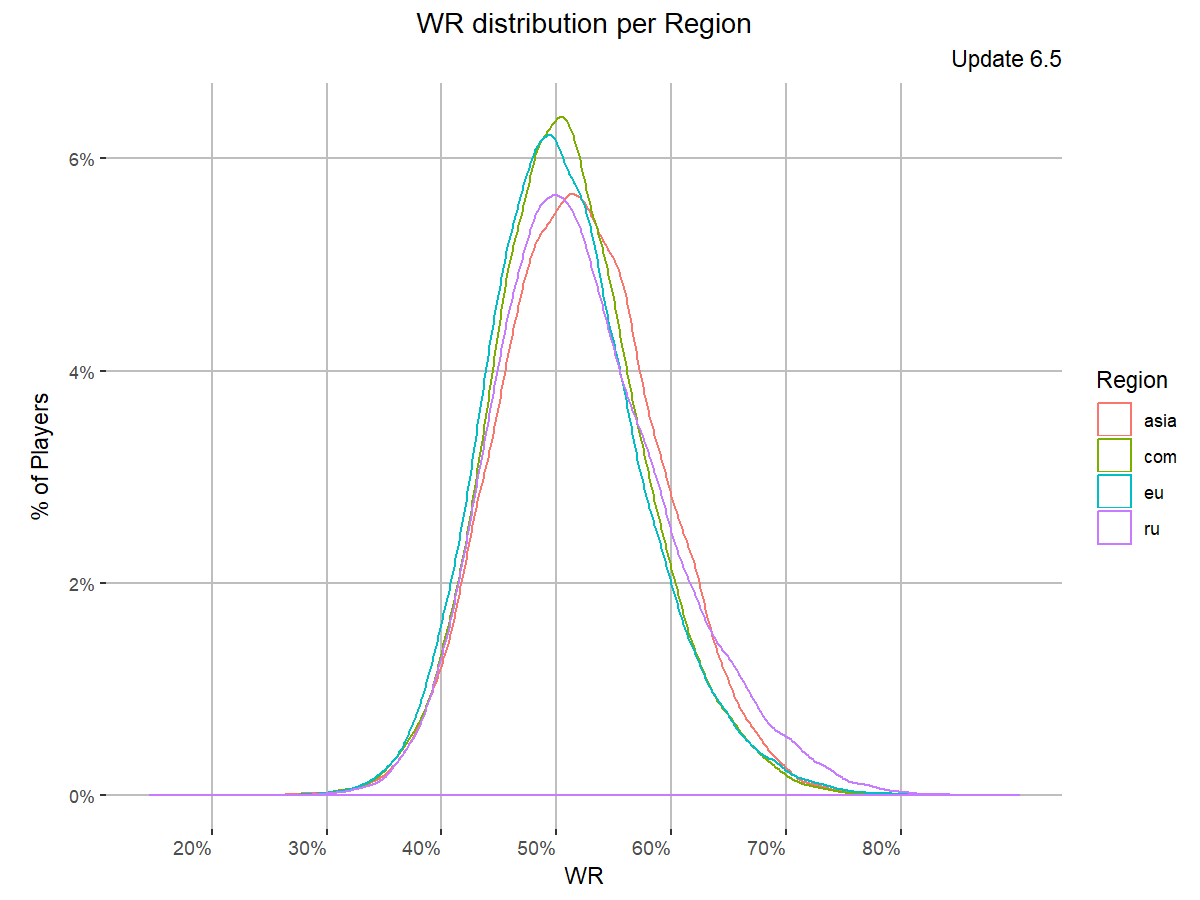 WR distribution per Region
Update 6.5
6%
4%
2%
0%
% of Players
20% 30% 40% 50% 60% 70% 80%
WR
Region
asia
com
eu
ru